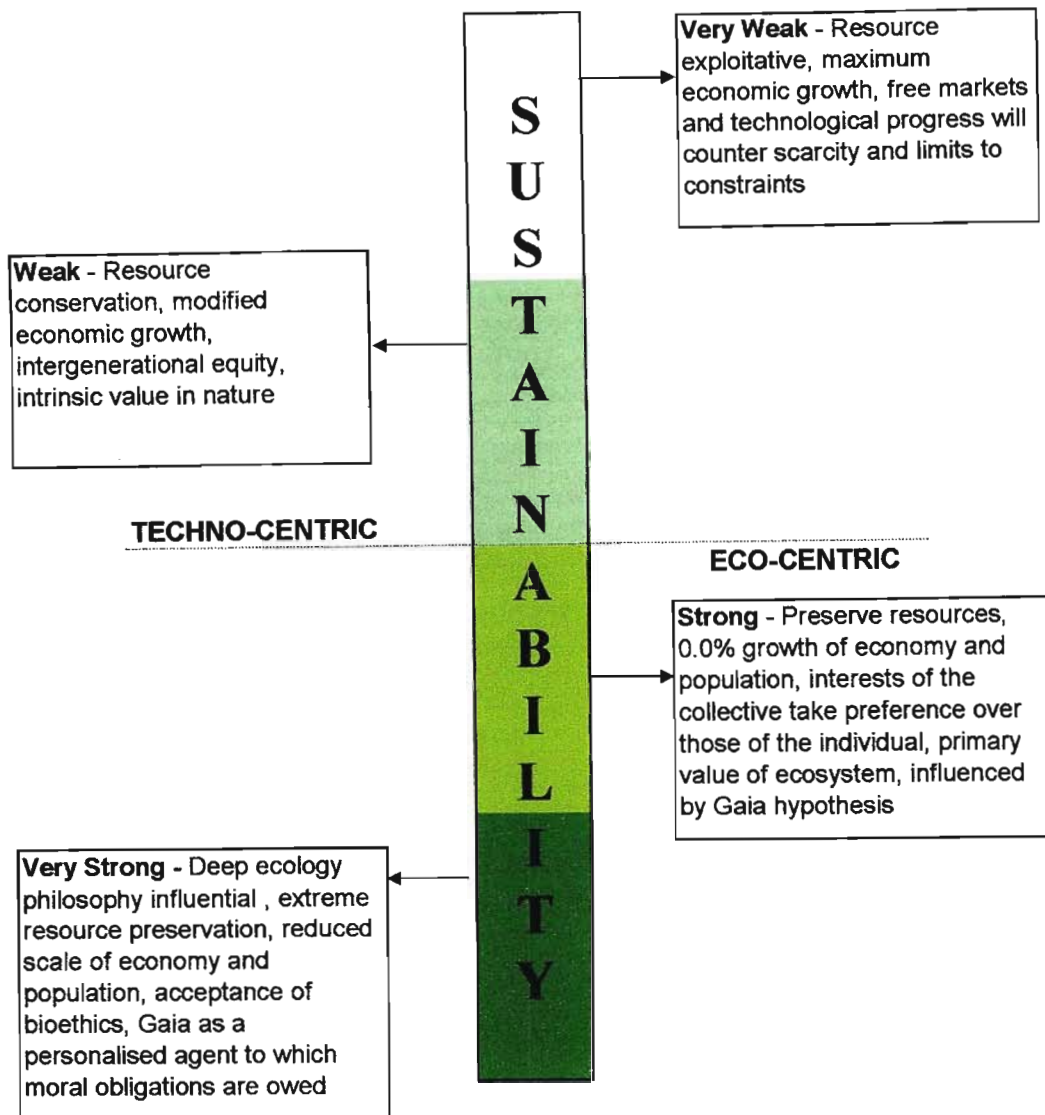 Very Weak - Resource
exploitative, maximum
economic growth, free markets
and technological progress will
counter scarcity and limits to
constraints
Weak - Resource
conservation, modified
economic growth,
intergenerational equity,
intrinsic value in nature
S
U
S
T
A
I
N
A
B
I
L
I
T
Y
TECHNO-CENTRIC
ECO-CENTRIC
Strong - Preserve resources,
0.0% growth of economy and
population, interests of the
collective take preference over
those of the individual, primary
value of ecosystem, influenced
by Gaia hypothesis
Very Strong - Deep ecology
philosophy influential , extreme
resource preservation, reduced
scale of economy and
population, acceptance of
bioethics, Gaia as a
personalised agent to which
moral obligations are owed